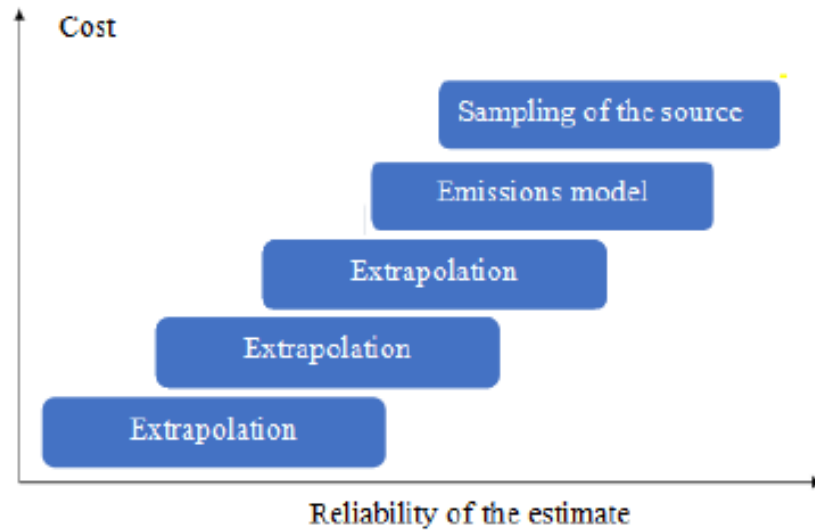 Cost
Sampling of the source
Emissions model
Extrapolation
Extrapolation
Extrapolation
Reliability of the estimate